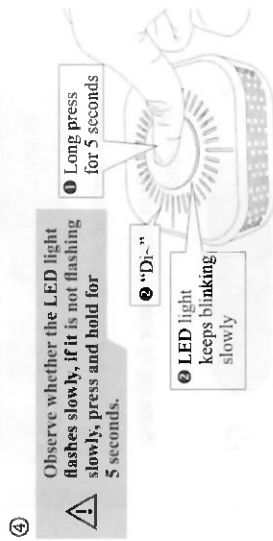 ④
Observe whether the LED light
flashes slowly, if it is not flashing
slowly, press and hold for
5 seconds.
❶ Long press
for 5 seconds
❷ “Di~”
❷ LED light
keeps blinking
slowly